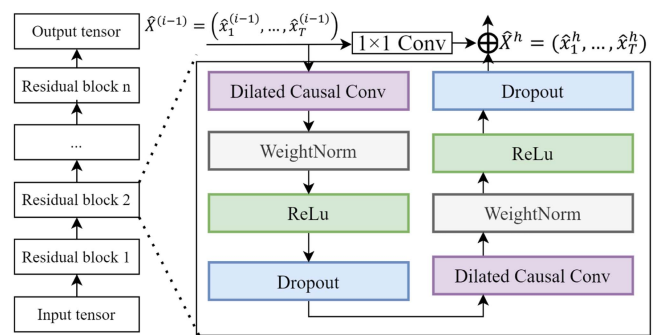 Output tensor
Residual block n
...
Residual block 2
Residual block 1
Input tensor
X̂^(i−1) = (x̂_1^(i−1), ..., x̂_T^(i−1))
1×1 Conv
X̂^h = (x̂_1^h, ..., x̂_T^h)
Dilated Causal Conv
WeightNorm
ReLu
Dropout
Dropout
ReLu
WeightNorm
Dilated Causal Conv